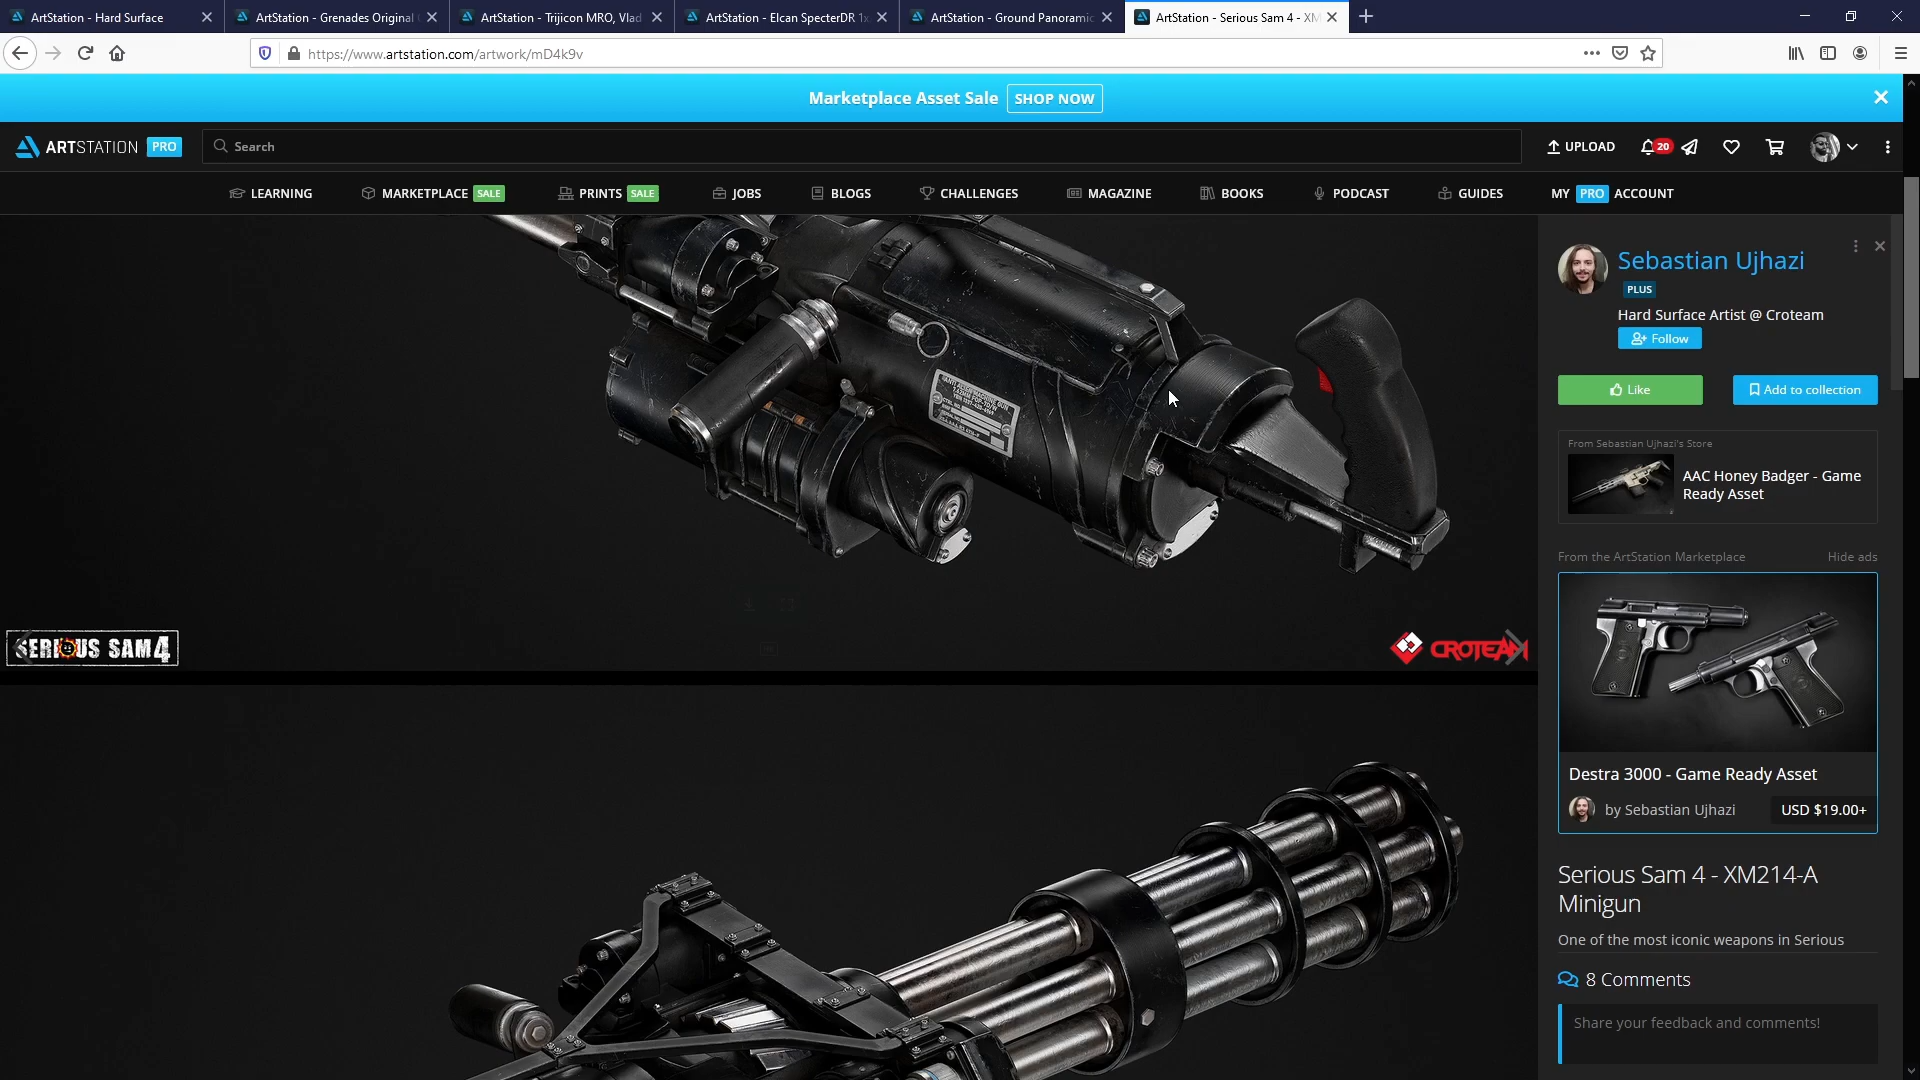 ArtStation - Hard Surface
ArtStation - Grenades Original
ArtStation - Trijicon MRO, Vlad
ArtStation - Elcan SpecterDR 1x
ArtStation - Ground Panoramic
ArtStation - Serious Sam 4 - XM
https://www.artstation.com/artwork/mD4k9v
Marketplace Asset Sale SHOP NOW
ARTSTATION PRO
Search
UPLOAD
20
LEARNING
MARKETPLACE SALE
PRINTS SALE
JOBS
BLOGS
CHALLENGES
MAGAZINE
BOOKS
PODCAST
GUIDES
MY PRO ACCOUNT
SERIOUS SAM 4
CROTEAM
Sebastian Ujhazi
PLUS
Hard Surface Artist @ Croteam
Follow
Like
Add to collection
From Sebastian Ujhazi's Store
AAC Honey Badger - Game
Ready Asset
From the ArtStation Marketplace
Hide ads
Destra 3000 - Game Ready Asset
by Sebastian Ujhazi
USD $19.00+
Serious Sam 4 - XM214-A
Minigun
One of the most iconic weapons in Serious
8 Comments
Share your feedback and comments!